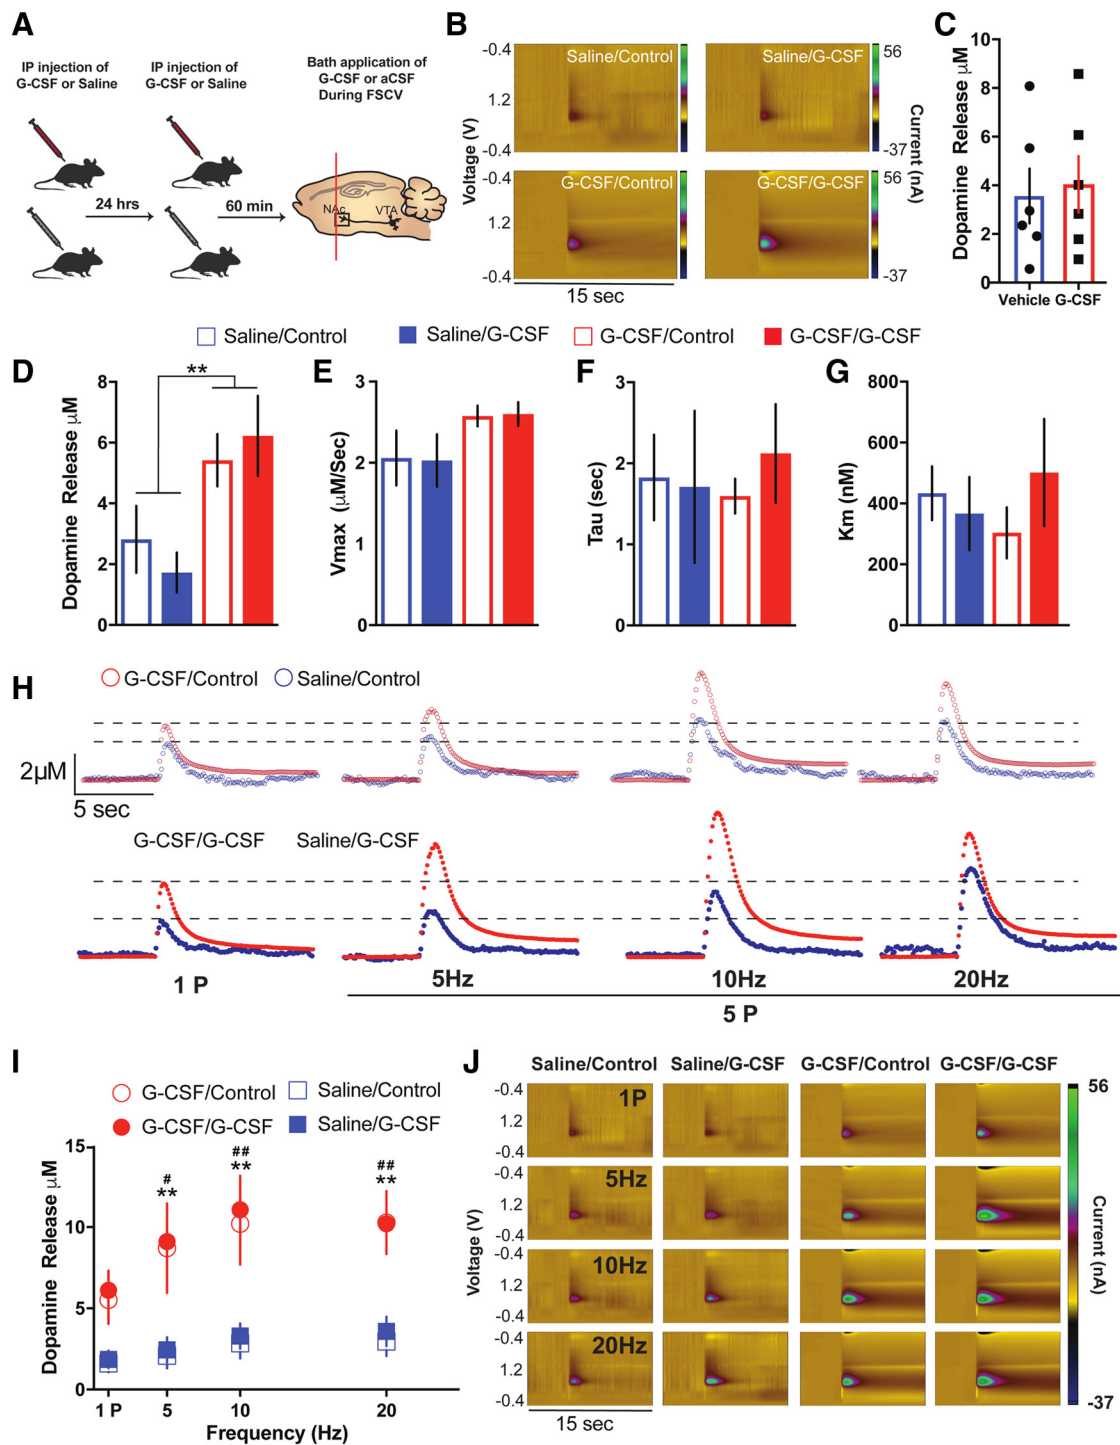 A
IP injection of
G-CSF or Saline
IP injection of
G-CSF or Saline
Bath application of
G-CSF or aCSF
During FSCV
24 hrs
60 min
NAc
VTA
B
Saline/Control
Saline/G-CSF
G-CSF/Control
G-CSF/G-CSF
Voltage (V)
-0.4
1.2
-0.4
-0.4
1.2
-0.4
56
-37
56
-37
Current (nA)
15 sec
C
Dopamine Release μM
10
8
6
4
2
0
Vehicle G-CSF
Saline/Control
Saline/G-CSF
G-CSF/Control
G-CSF/G-CSF
D
Dopamine Release μM
8
6
4
2
0
**
E
Vmax (μM/Sec)
3
2
1
0
F
Tau (sec)
3
2
1
0
G
Km (nM)
800
600
400
200
0
H
G-CSF/Control
Saline/Control
2μM
5 sec
G-CSF/G-CSF
Saline/G-CSF
1 P
5Hz
10Hz
20Hz
5 P
I
G-CSF/Control
Saline/Control
G-CSF/G-CSF
Saline/G-CSF
Dopamine Release μM
15
10
5
0
#
**
##
**
##
**
1 P
5
10
20
Frequency (Hz)
J
Saline/Control
Saline/G-CSF
G-CSF/Control
G-CSF/G-CSF
Voltage (V)
-0.4
1.2
-0.4
1P
-0.4
1.2
-0.4
5Hz
-0.4
1.2
-0.4
10Hz
-0.4
1.2
-0.4
20Hz
56
-37
Current (nA)
15 sec